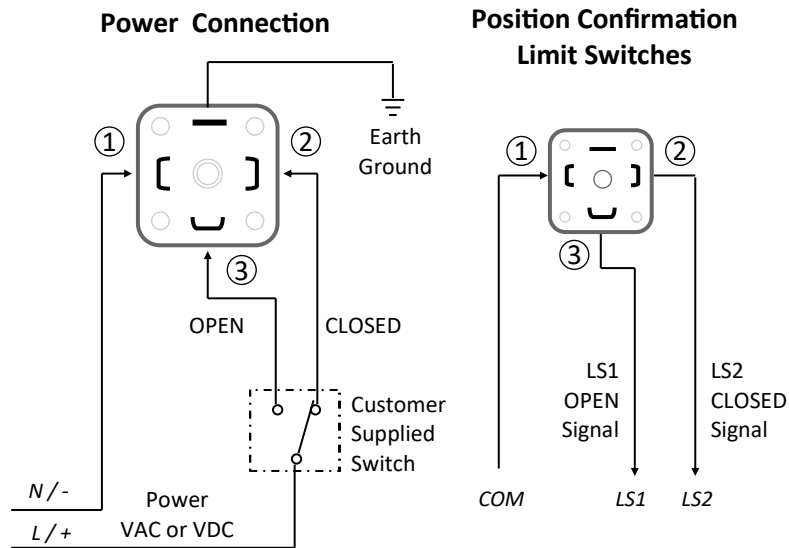 Power Connection
①
②
Earth
Ground
③
OPEN
CLOSED
Customer
Supplied
Switch
N / -
Power
VAC or VDC
L / +
Position Confirmation
Limit Switches
①
②
③
LS1
OPEN
Signal
LS2
CLOSED
Signal
COM
LS1
LS2